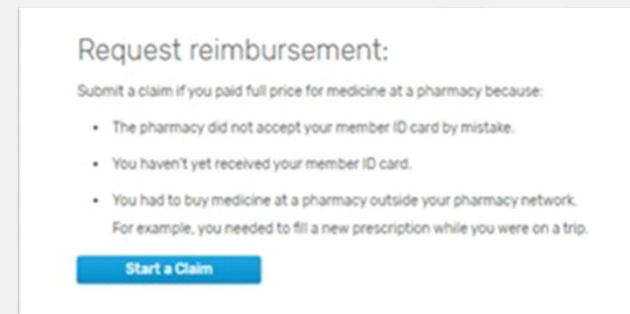 Request reimbursement:
Submit a claim if you paid full price for medicine at a pharmacy because:
• The pharmacy did not accept your member ID card by mistake.
• You haven't yet received your member ID card.
• You had to buy medicine at a pharmacy outside your pharmacy network.
For example, you needed to fill a new prescription while you were on a trip.
Start a Claim